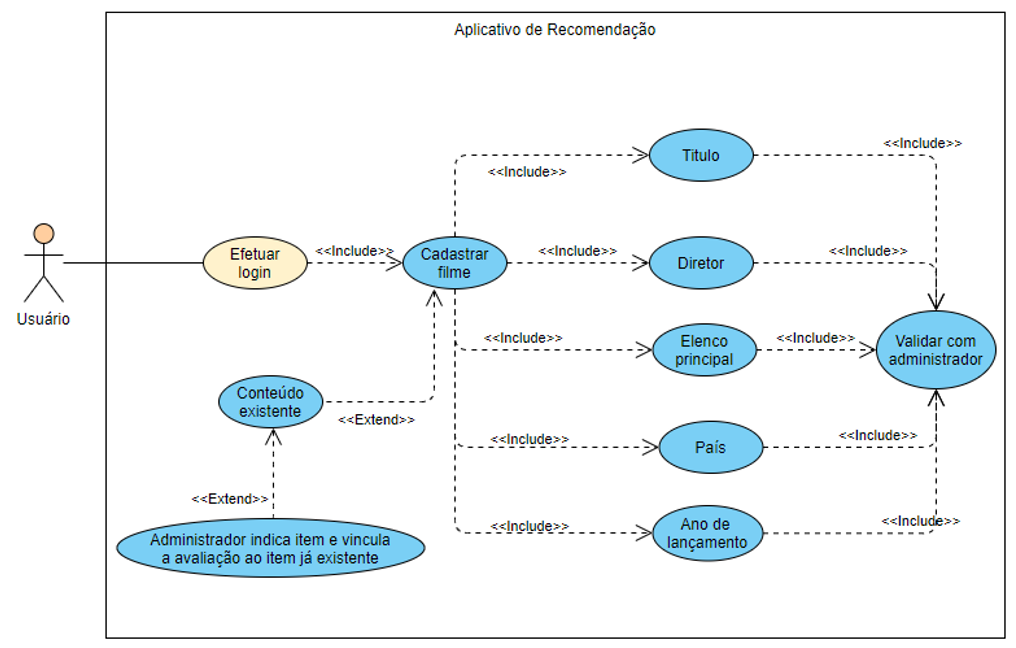 Aplicativo de Recomendação
<<Include>>
Titulo
<<Include>>
Usuário
Efetuar
login
<<Include>>
Cadastrar
filme
<<Include>>
Diretor
<<Include>>
<<Include>>
Elenco
principal
<<Include>>
Validar com
administrador
Conteúdo
existente
<<Extend>>
<<Include>>
País
<<Include>>
<<Extend>>
<<Include>>
Ano de
lançamento
<<Include>>
Administrador indica item e vincula
a avaliação ao item já existente